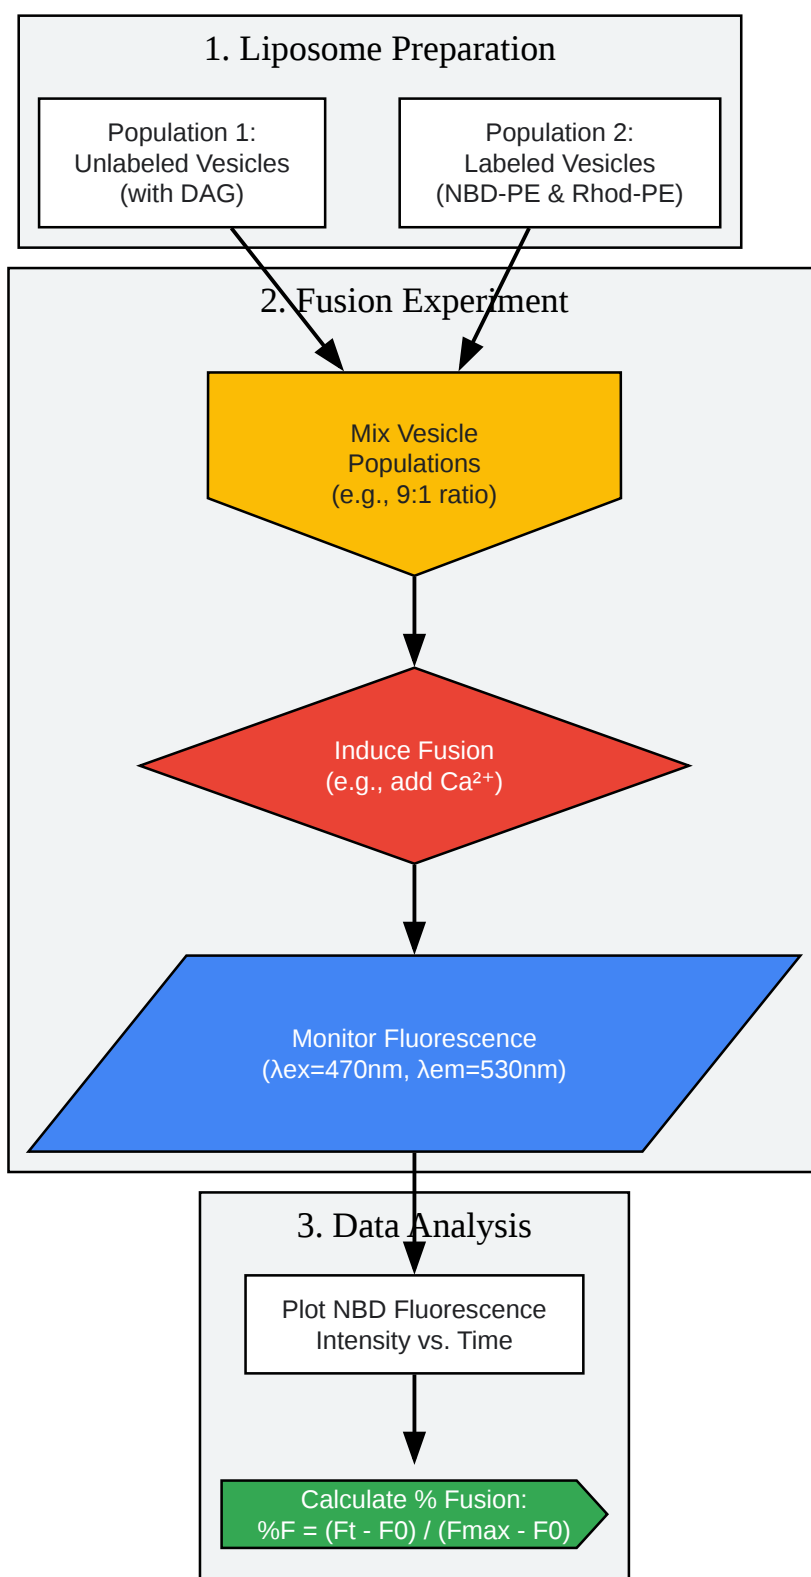 1. Liposome Preparation
Population 1:
Unlabeled Vesicles
(with DAG)
Population 2:
Labeled Vesicles
(NBD-PE & Rhod-PE)
2. Fusion Experiment
Mix Vesicle
Populations
(e.g., 9:1 ratio)
Induce Fusion
(e.g., add Ca²⁺)
Monitor Fluorescence
(λex=470nm, λem=530nm)
3. Data Analysis
Plot NBD Fluorescence
Intensity vs. Time
Calculate % Fusion:
%F = (Ft - F0) / (Fmax - F0)